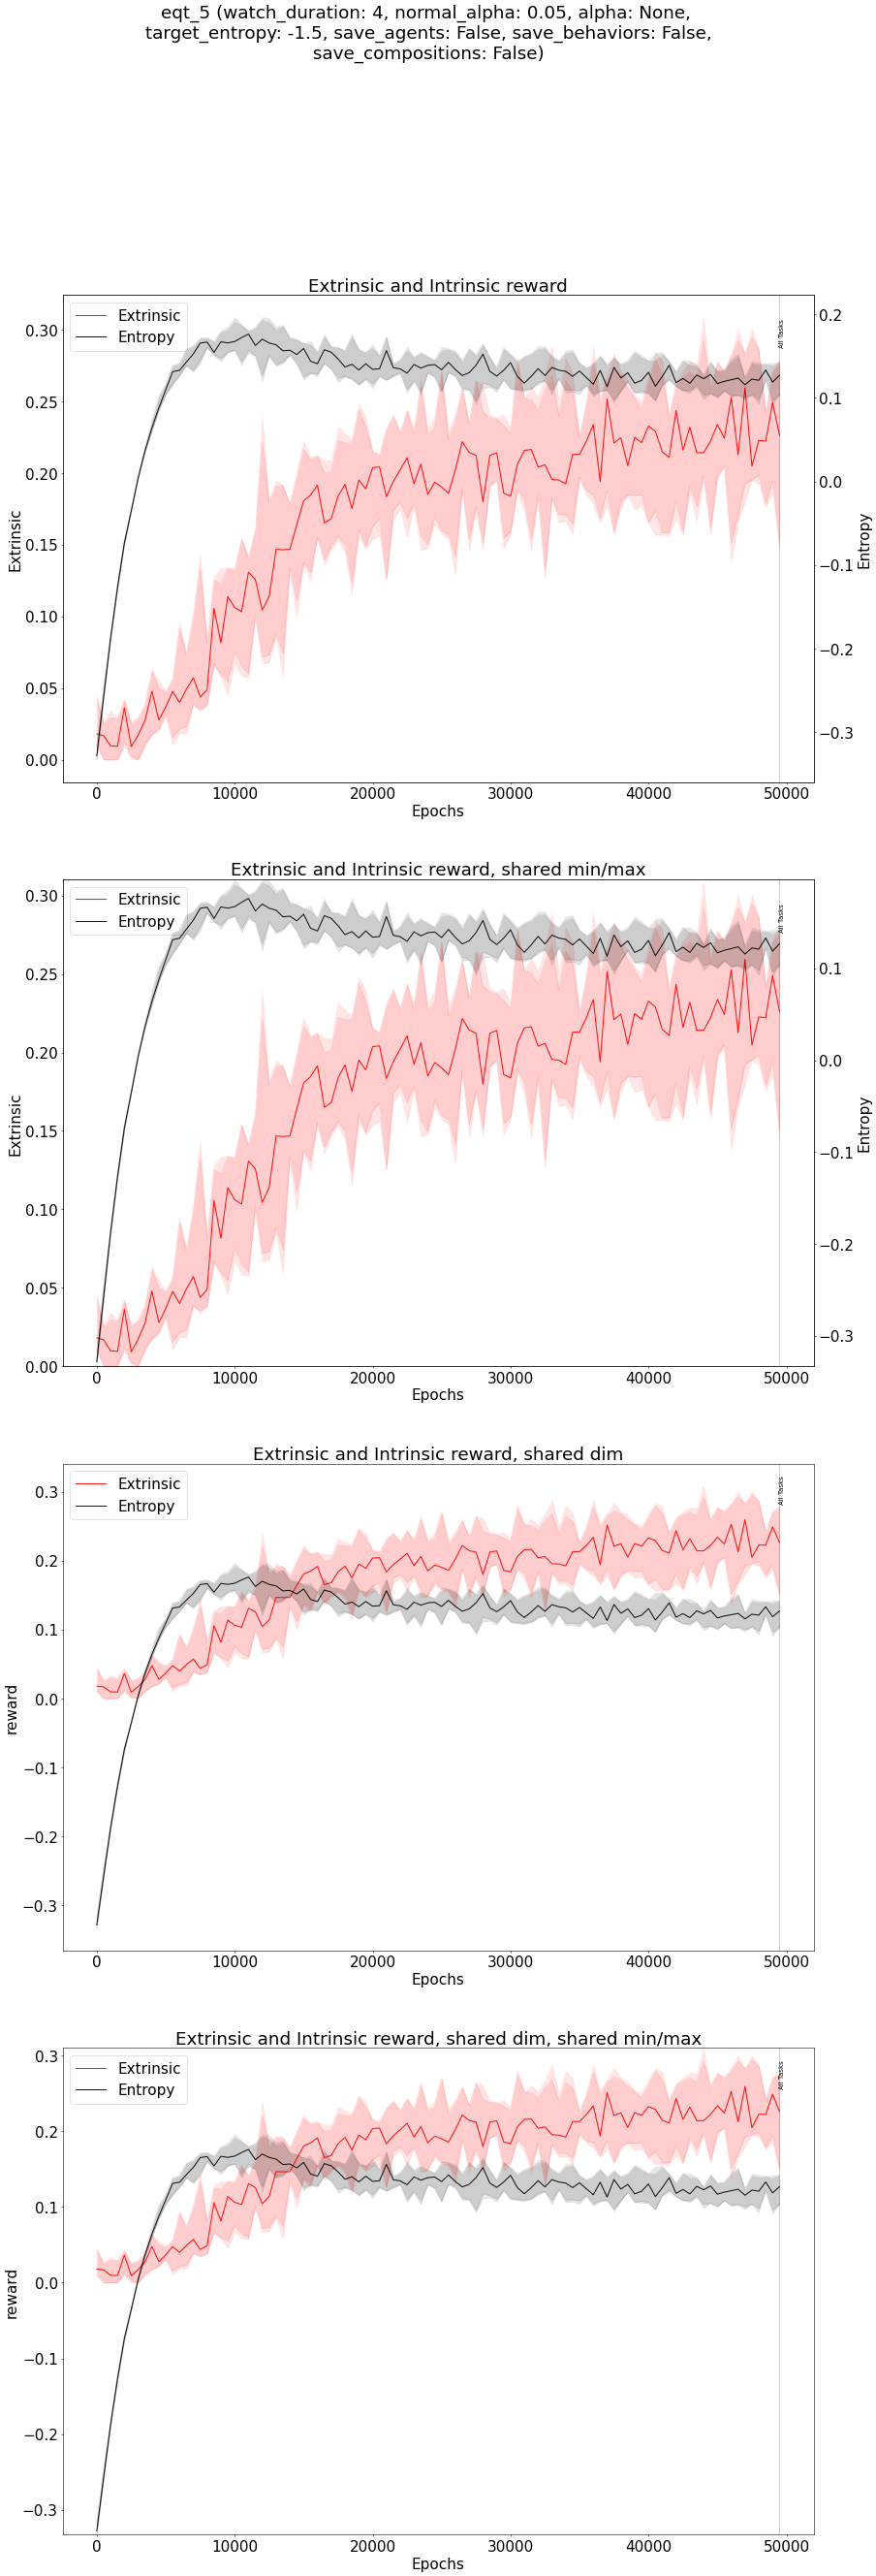 eqt_5 (watch_duration: 4, normal_alpha: 0.05, alpha: None,
target_entropy: -1.5, save_agents: False, save_behaviors: False,
save_compositions: False)
Extrinsic and Intrinsic reward
Extrinsic
Entropy
All Tasks
0.30
0.25
0.20
0.15
0.10
0.05
0.00
Extrinsic
0.2
0.1
0.0
−0.1
−0.2
−0.3
Entropy
0 10000 20000 30000 40000 50000
Epochs
Extrinsic and Intrinsic reward, shared min/max
Extrinsic
Entropy
All Tasks
0.30
0.25
0.20
0.15
0.10
0.05
0.00
Extrinsic
0.1
0.0
−0.1
−0.2
−0.3
Entropy
0 10000 20000 30000 40000 50000
Epochs
Extrinsic and Intrinsic reward, shared dim
Extrinsic
Entropy
All Tasks
0.3
0.2
0.1
0.0
−0.1
−0.2
−0.3
reward
0 10000 20000 30000 40000 50000
Epochs
Extrinsic and Intrinsic reward, shared dim, shared min/max
Extrinsic
Entropy
All Tasks
0.3
0.2
0.1
0.0
−0.1
−0.2
−0.3
reward
0 10000 20000 30000 40000 50000
Epochs